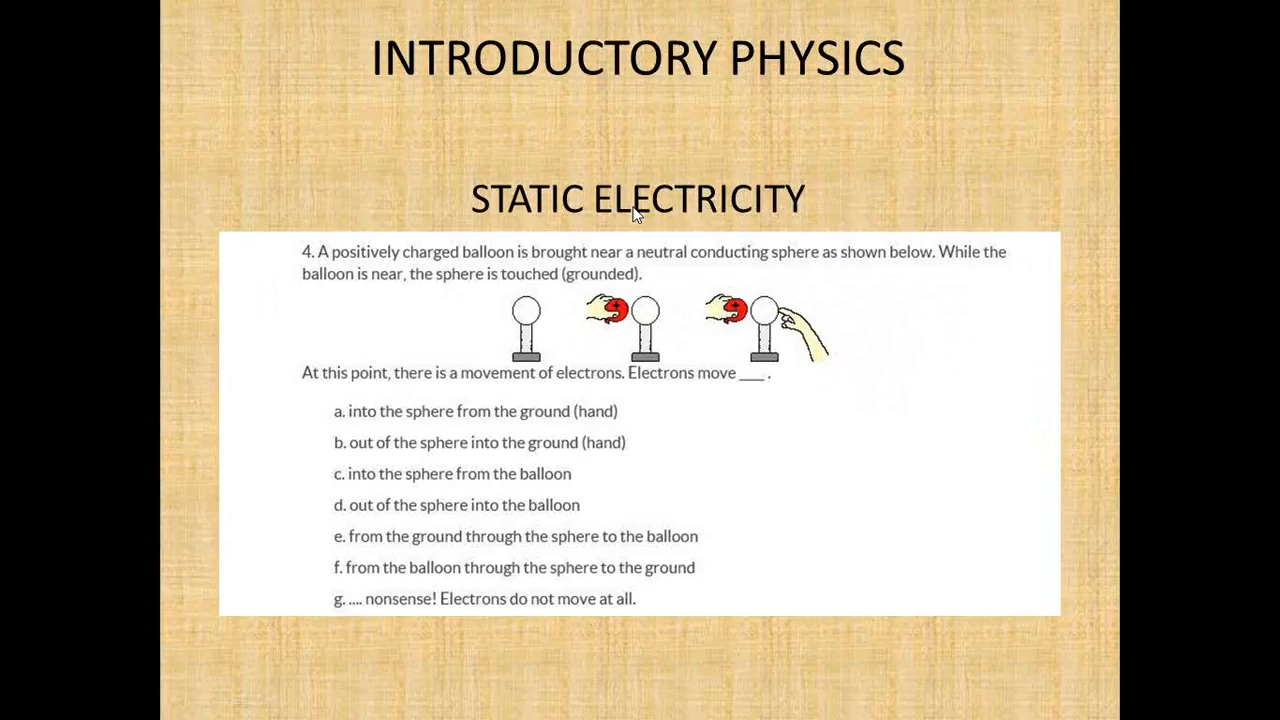 INTRODUCTORY PHYSICS
STATIC ELECTRICITY
4. A positively charged balloon is brought near a neutral conducting sphere as shown below. While the
balloon is near, the sphere is touched (grounded).
+ +
At this point, there is a movement of electrons. Electrons move ____ .
a. into the sphere from the ground (hand)
b. out of the sphere into the ground (hand)
c. into the sphere from the balloon
d. out of the sphere into the balloon
e. from the ground through the sphere to the balloon
f. from the balloon through the sphere to the ground
g. .... nonsense! Electrons do not move at all.